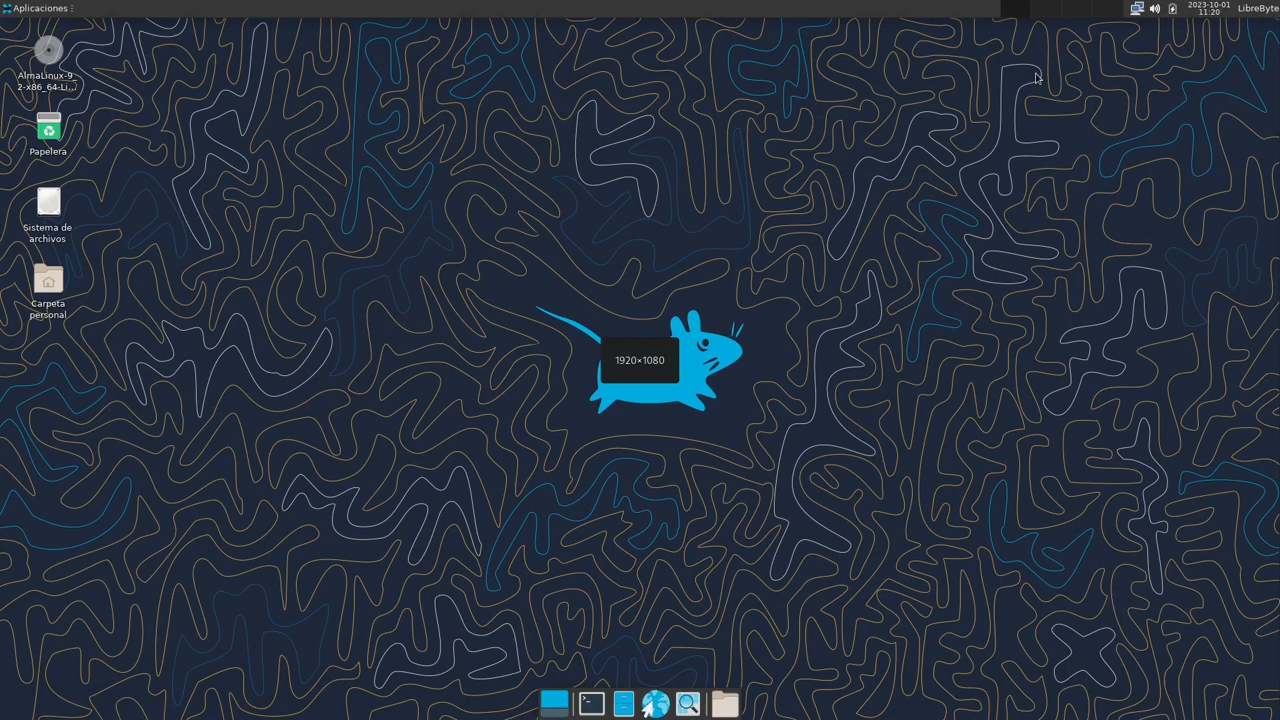 Aplicaciones
2023-10-01
11:20
LibreByte
AlmaLinux-9_
2-x86_64-Li...
Papelera
Sistema de
archivos
Carpeta
personal
1920×1080
>_